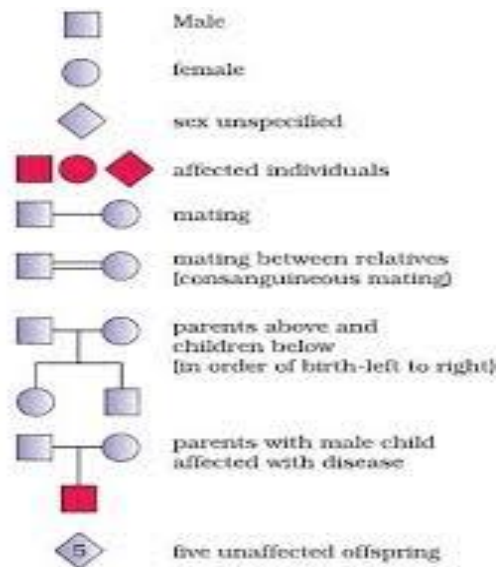 Male
female
sex unspecified
affected individuals
mating
mating between relatives
(consanguineous mating)
parents above and
children below
(in order of birth-left to right)
parents with male child
affected with disease
5
five unaffected offspring